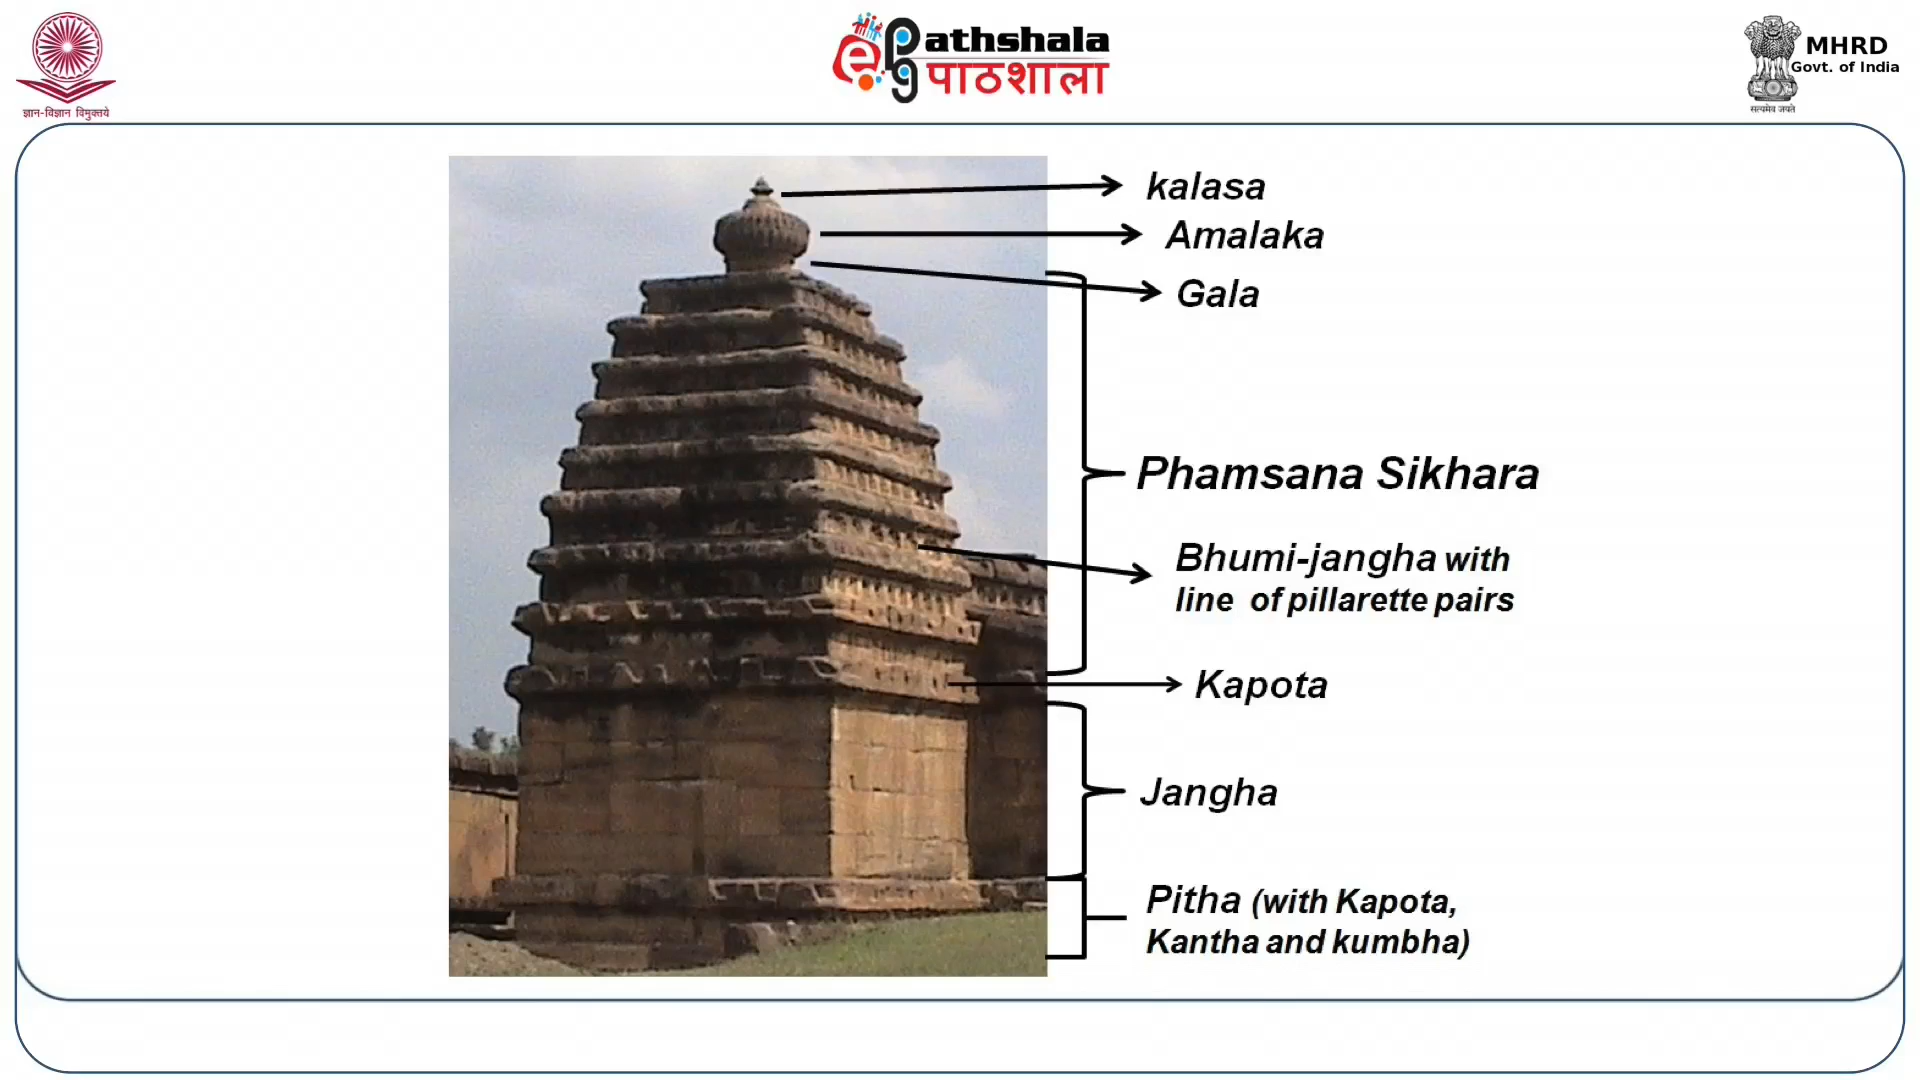 ज्ञान-विज्ञान विमुक्तये
ePathshala
पाठशाला
MHRD
Govt. of India
सत्यमेव जयते
kalasa
Amalaka
Gala
Phamsana Sikhara
Bhumi-jangha with
line of pillarette pairs
Kapota
Jangha
Pitha (with Kapota,
Kantha and kumbha)